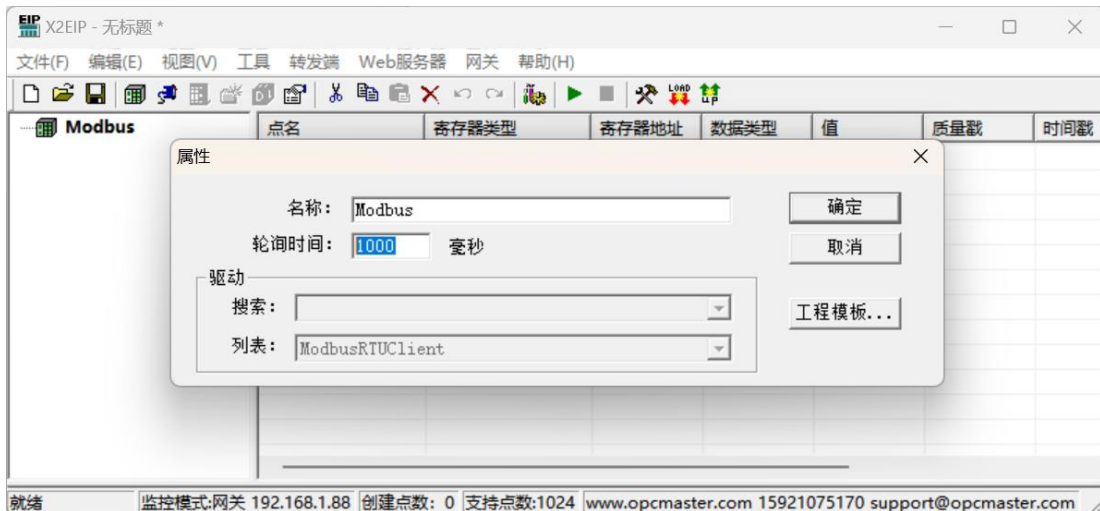 EIP X2EIP - 无标题 *
文件(F) 编辑(E) 视图(V) 工具 转发端 Web服务器 网关 帮助(H)
LOAD UP
Modbus 点名 寄存器类型 寄存器地址 数据类型 值 质量戳 时间戳
属性
名称: Modbus 确定
轮询时间: 1000 毫秒 取消
驱动
搜索: 工程模板...
列表: ModbusRTUClient
就绪 监控模式:网关 192.168.1.88 创建点数: 0 支持点数:1024 www.opcmaster.com 15921075170 support@opcmaster.com